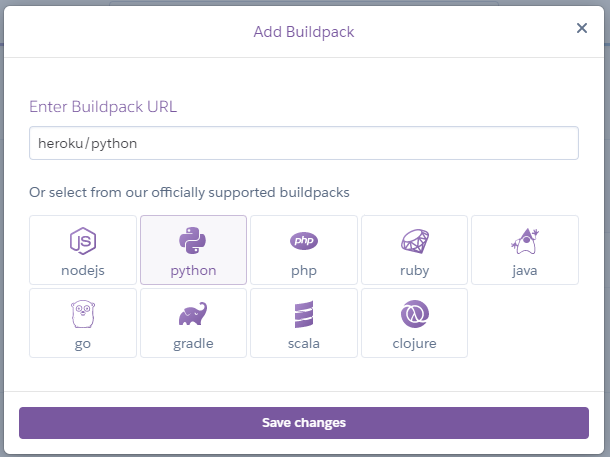 Add Buildpack
×
Enter Buildpack URL
heroku/python
Or select from our officially supported buildpacks
JS
php
nodejs python php ruby java
go gradle scala clojure
Save changes